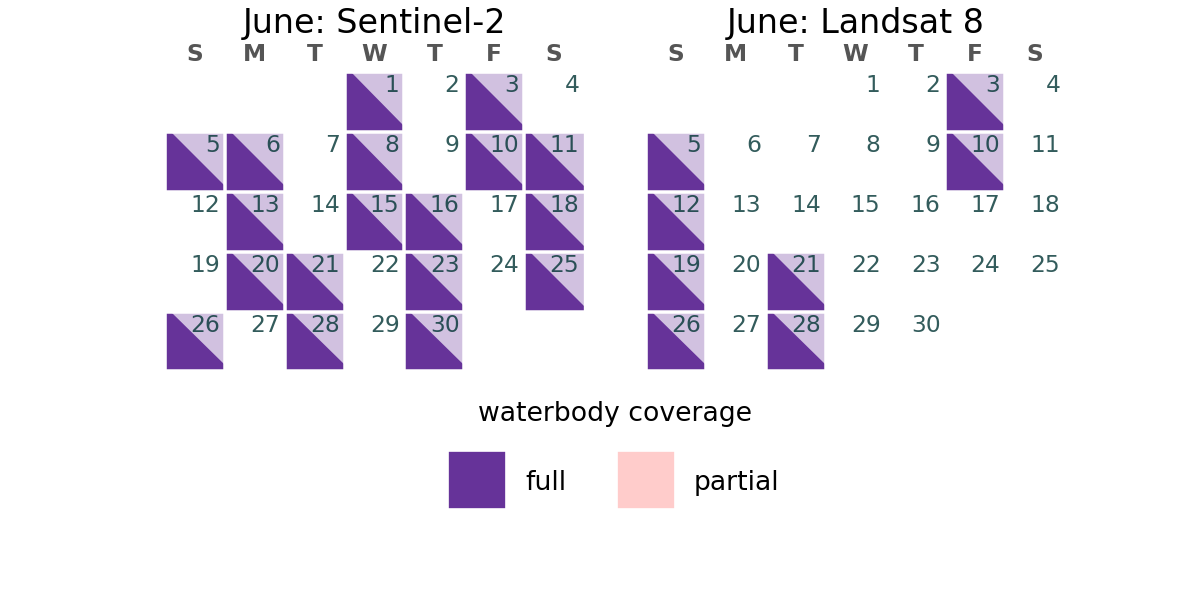 June: Sentinel-2
S M T W T F S
1 2 3 4
5 6 7 8 9 10 11
12 13 14 15 16 17 18
19 20 21 22 23 24 25
26 27 28 29 30
June: Landsat 8
S M T W T F S
1 2 3 4
5 6 7 8 9 10 11
12 13 14 15 16 17 18
19 20 21 22 23 24 25
26 27 28 29 30
waterbody coverage
full
partial